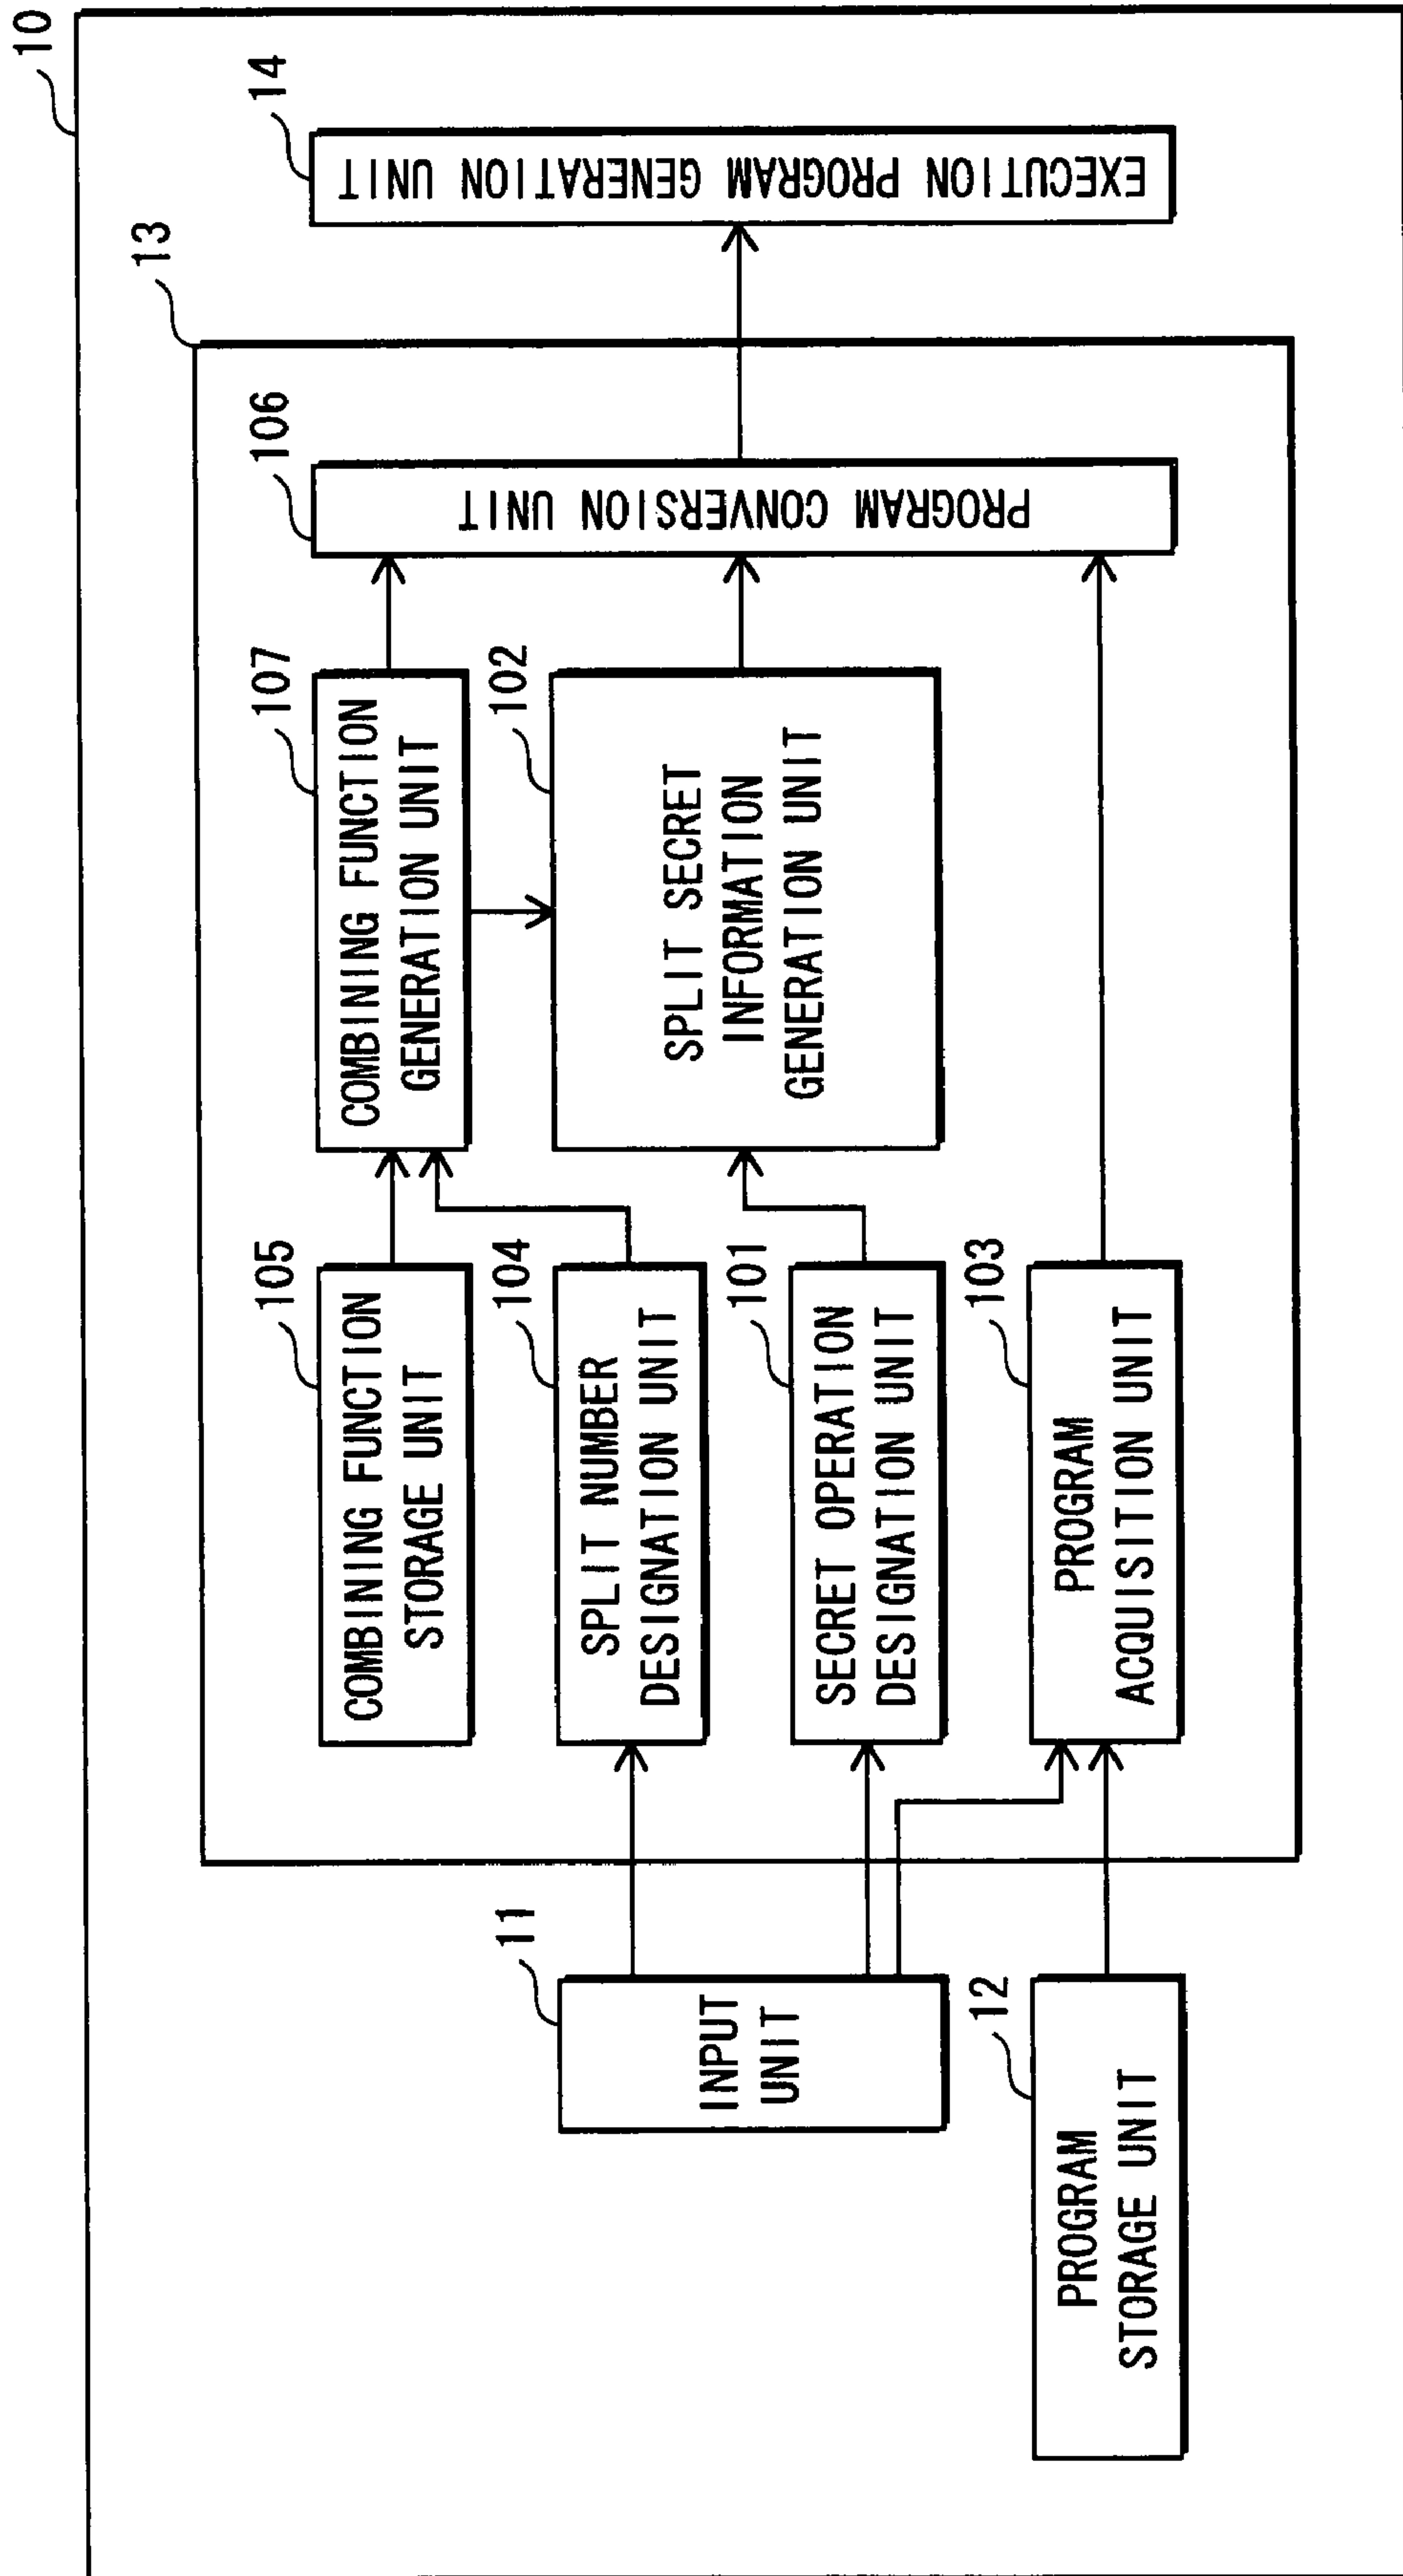 10
13
14
106
EXECUTION PROGRAM GENERATION UNIT
PROGRAM CONVERSION UNIT
107
COMBINING FUNCTION
GENERATION UNIT
102
SPLIT SECRET
INFORMATION
GENERATION UNIT
105
COMBINING FUNCTION
STORAGE UNIT
104
SPLIT NUMBER
DESIGNATION UNIT
101
SECRET OPERATION
DESIGNATION UNIT
103
PROGRAM
ACQUISITION UNIT
11
INPUT
UNIT
12
PROGRAM
STORAGE UNIT